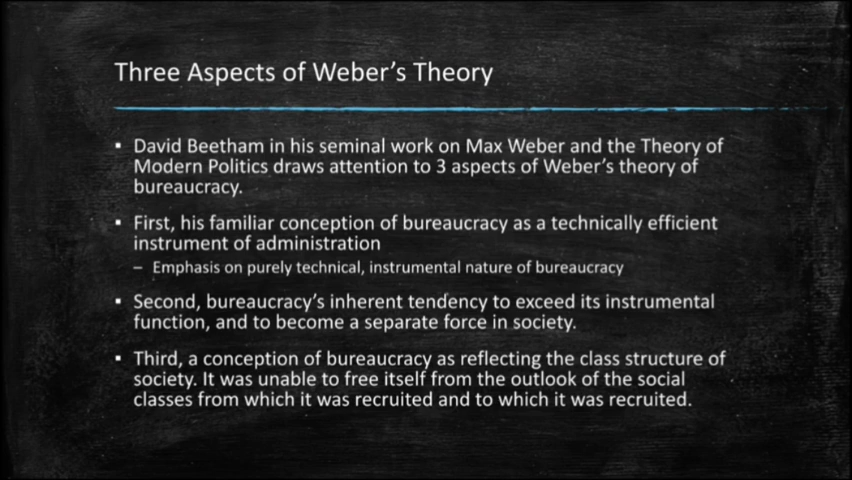 Three Aspects of Weber's Theory
▪ David Beetham in his seminal work on Max Weber and the Theory of
Modern Politics draws attention to 3 aspects of Weber's theory of
bureaucracy.
▪ First, his familiar conception of bureaucracy as a technically efficient
instrument of administration
– Emphasis on purely technical, instrumental nature of bureaucracy
▪ Second, bureaucracy's inherent tendency to exceed its instrumental
function, and to become a separate force in society.
▪ Third, a conception of bureaucracy as reflecting the class structure of
society. It was unable to free itself from the outlook of the social
classes from which it was recruited and to which it was recruited.